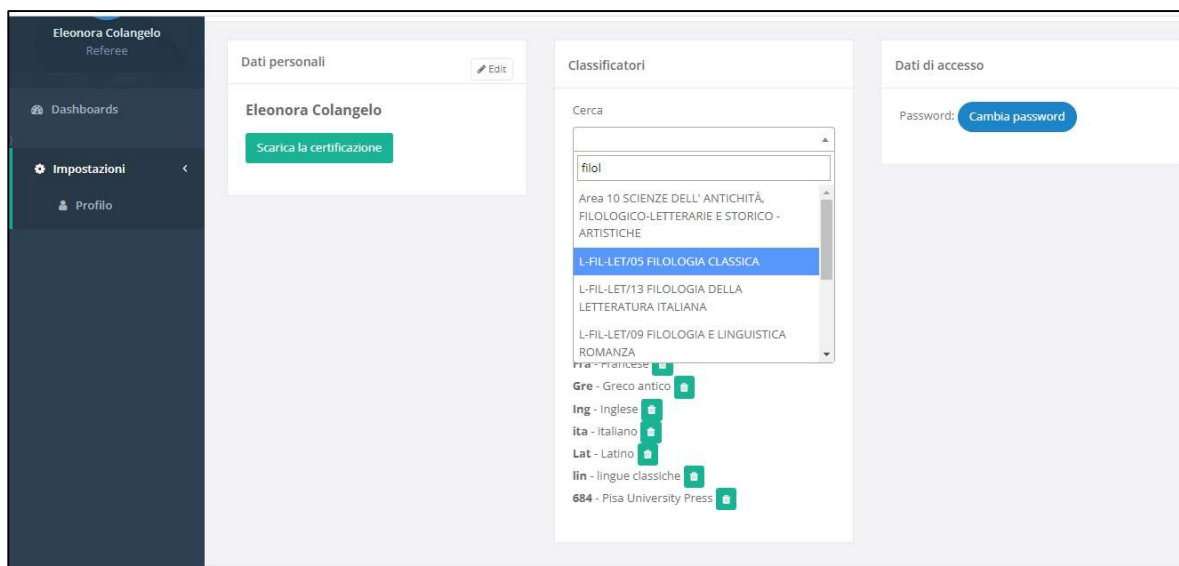 Eleonora Colangelo
Referee
Dashboards
Impostazioni
Profilo
Dati personali
Edit
Eleonora Colangelo
Scarica la certificazione
Classificatori
Cerca
filol
Area 10 SCIENZE DELL' ANTICHITÀ,
FILOLOGICO-LETTERARIE E STORICO -
ARTISTICHE
L-FIL-LET/05 FILOLOGIA CLASSICA
L-FIL-LET/13 FILOLOGIA DELLA
LETTERATURA ITALIANA
L-FIL-LET/09 FILOLOGIA E LINGUISTICA
ROMANZA
Fra - Francese
Gre - Greco antico
Ing - Inglese
ita - italiano
Lat - Latino
lin - lingue classiche
684 - Pisa University Press
Dati di accesso
Password: Cambia password